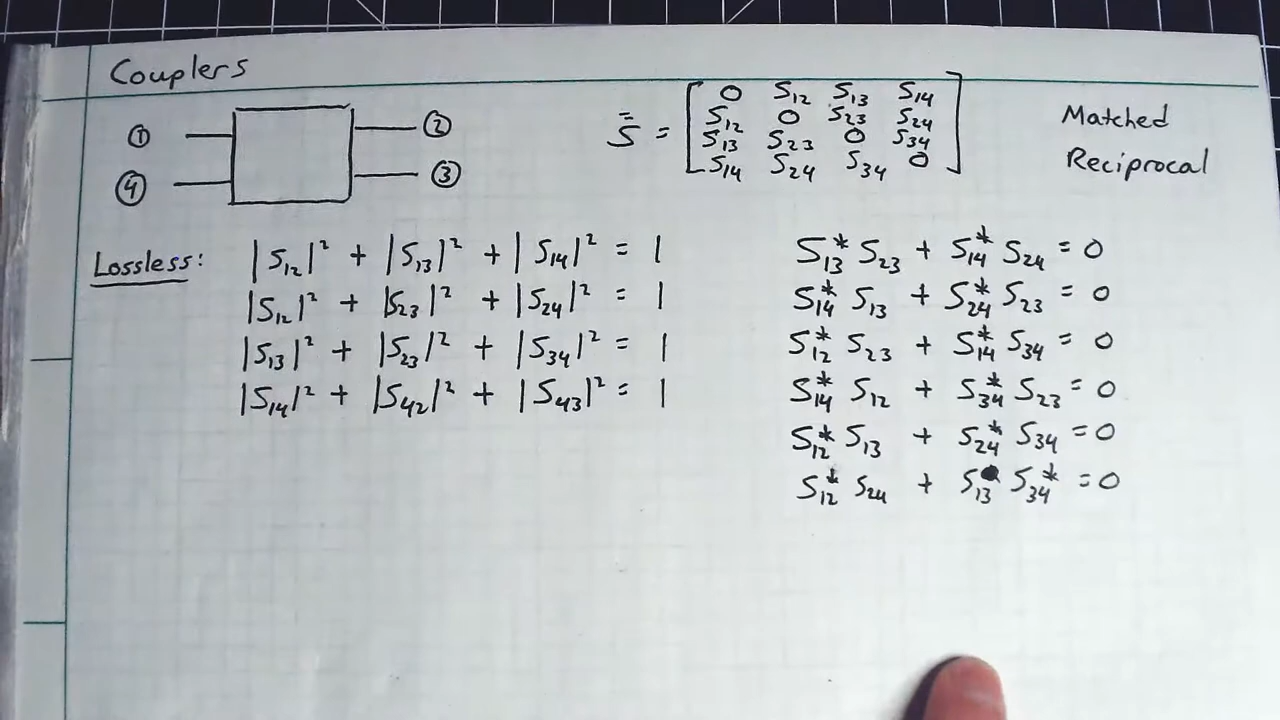 Couplers
① ② ④ ③
S̿ = [ 0 S₁₂ S₁₃ S₁₄
S₁₂ 0 S₂₃ S₂₄
S₁₃ S₂₃ 0 S₃₄
S₁₄ S₂₄ S₃₄ 0 ]
Matched
Reciprocal
Lossless: |S₁₂|² + |S₁₃|² + |S₁₄|² = 1
|S₁₂|² + |S₂₃|² + |S₂₄|² = 1
|S₁₃|² + |S₂₃|² + |S₃₄|² = 1
|S₁₄|² + |S₄₂|² + |S₄₃|² = 1
S₁₃* S₂₃ + S₁₄* S₂₄ = 0
S₁₄* S₁₃ + S₂₄* S₂₃ = 0
S₁₂* S₂₃ + S₁₄* S₃₄ = 0
S₁₄* S₁₂ + S₃₄* S₂₃ = 0
S₁₂* S₁₃ + S₂₄* S₃₄ = 0
S₁₂* S₂₄ + S₁₃ S₃₄* = 0